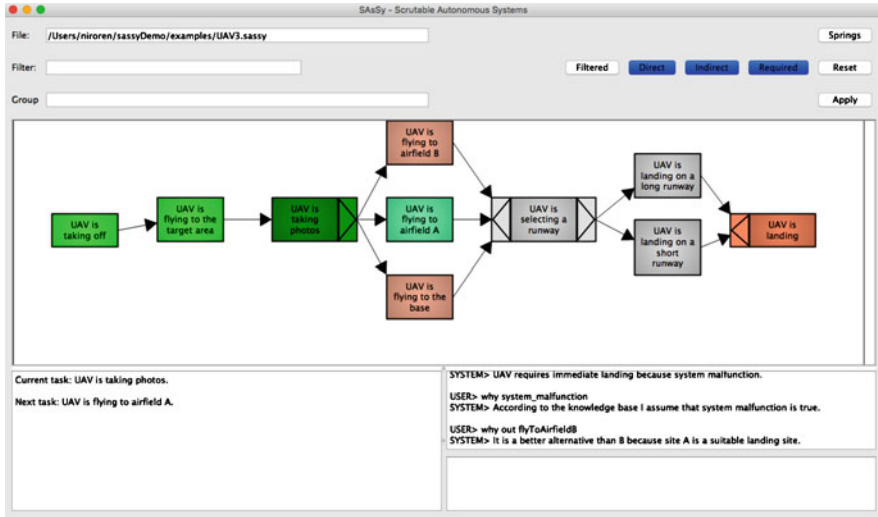 SAsSy - Scrutable Autonomous Systems
File: /Users/niroren/sassyDemo/examples/UAV3.sassy Springs
Filter: Filtered Direct Indirect Required Reset
Group Apply
UAV is
taking off
UAV is
flying to the
target area
UAV is
taking
photos
UAV is
flying to
airfield B
UAV is
flying to
airfield A
UAV is
flying to the
base
UAV is
selecting a
runway
UAV is
landing on a
long runway
UAV is
landing on a
short
runway
UAV is
landing
Current task: UAV is taking photos.
Next task: UAV is flying to airfield A.
SYSTEM> UAV requires immediate landing because system malfunction.
USER> why system_malfunction
SYSTEM> According to the knowledge base I assume that system malfunction is true.
USER> why out flyToAirfieldB
SYSTEM> It is a better alternative than B because site A is a suitable landing site.